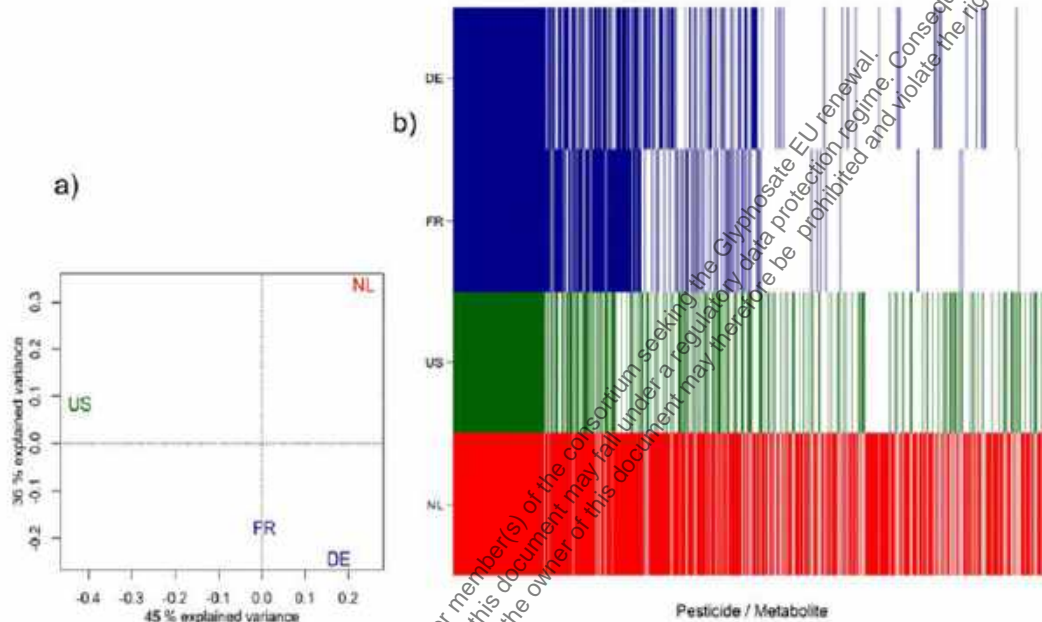 a)
NL
US
FR
DE
0.3
0.2
0.1
0.0
-0.1
-0.2
36 % explained variance
-0.4
-0.3
-0.2
-0.1
0.0
0.1
0.2
45 % explained variance
b)
DE
FR
US
NL
Pesticide / Metabolite
r member(s) of the consortium seeking the Glyphosate EU renewal.
this document may fall under a regulatory data protection regime. Consequ
the owner of this document may therefore be prohibited and violate the rig